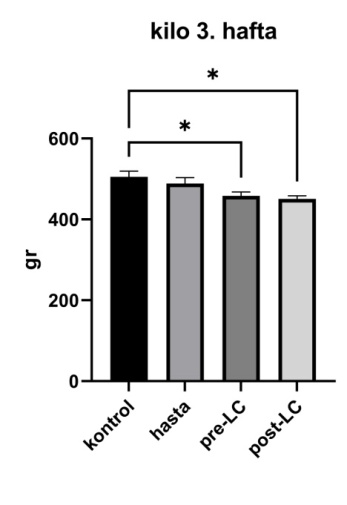 kilo 3. hafta
*
*
600
400
200
0
gr
kontrol
hasta
pre-LC
post-LC